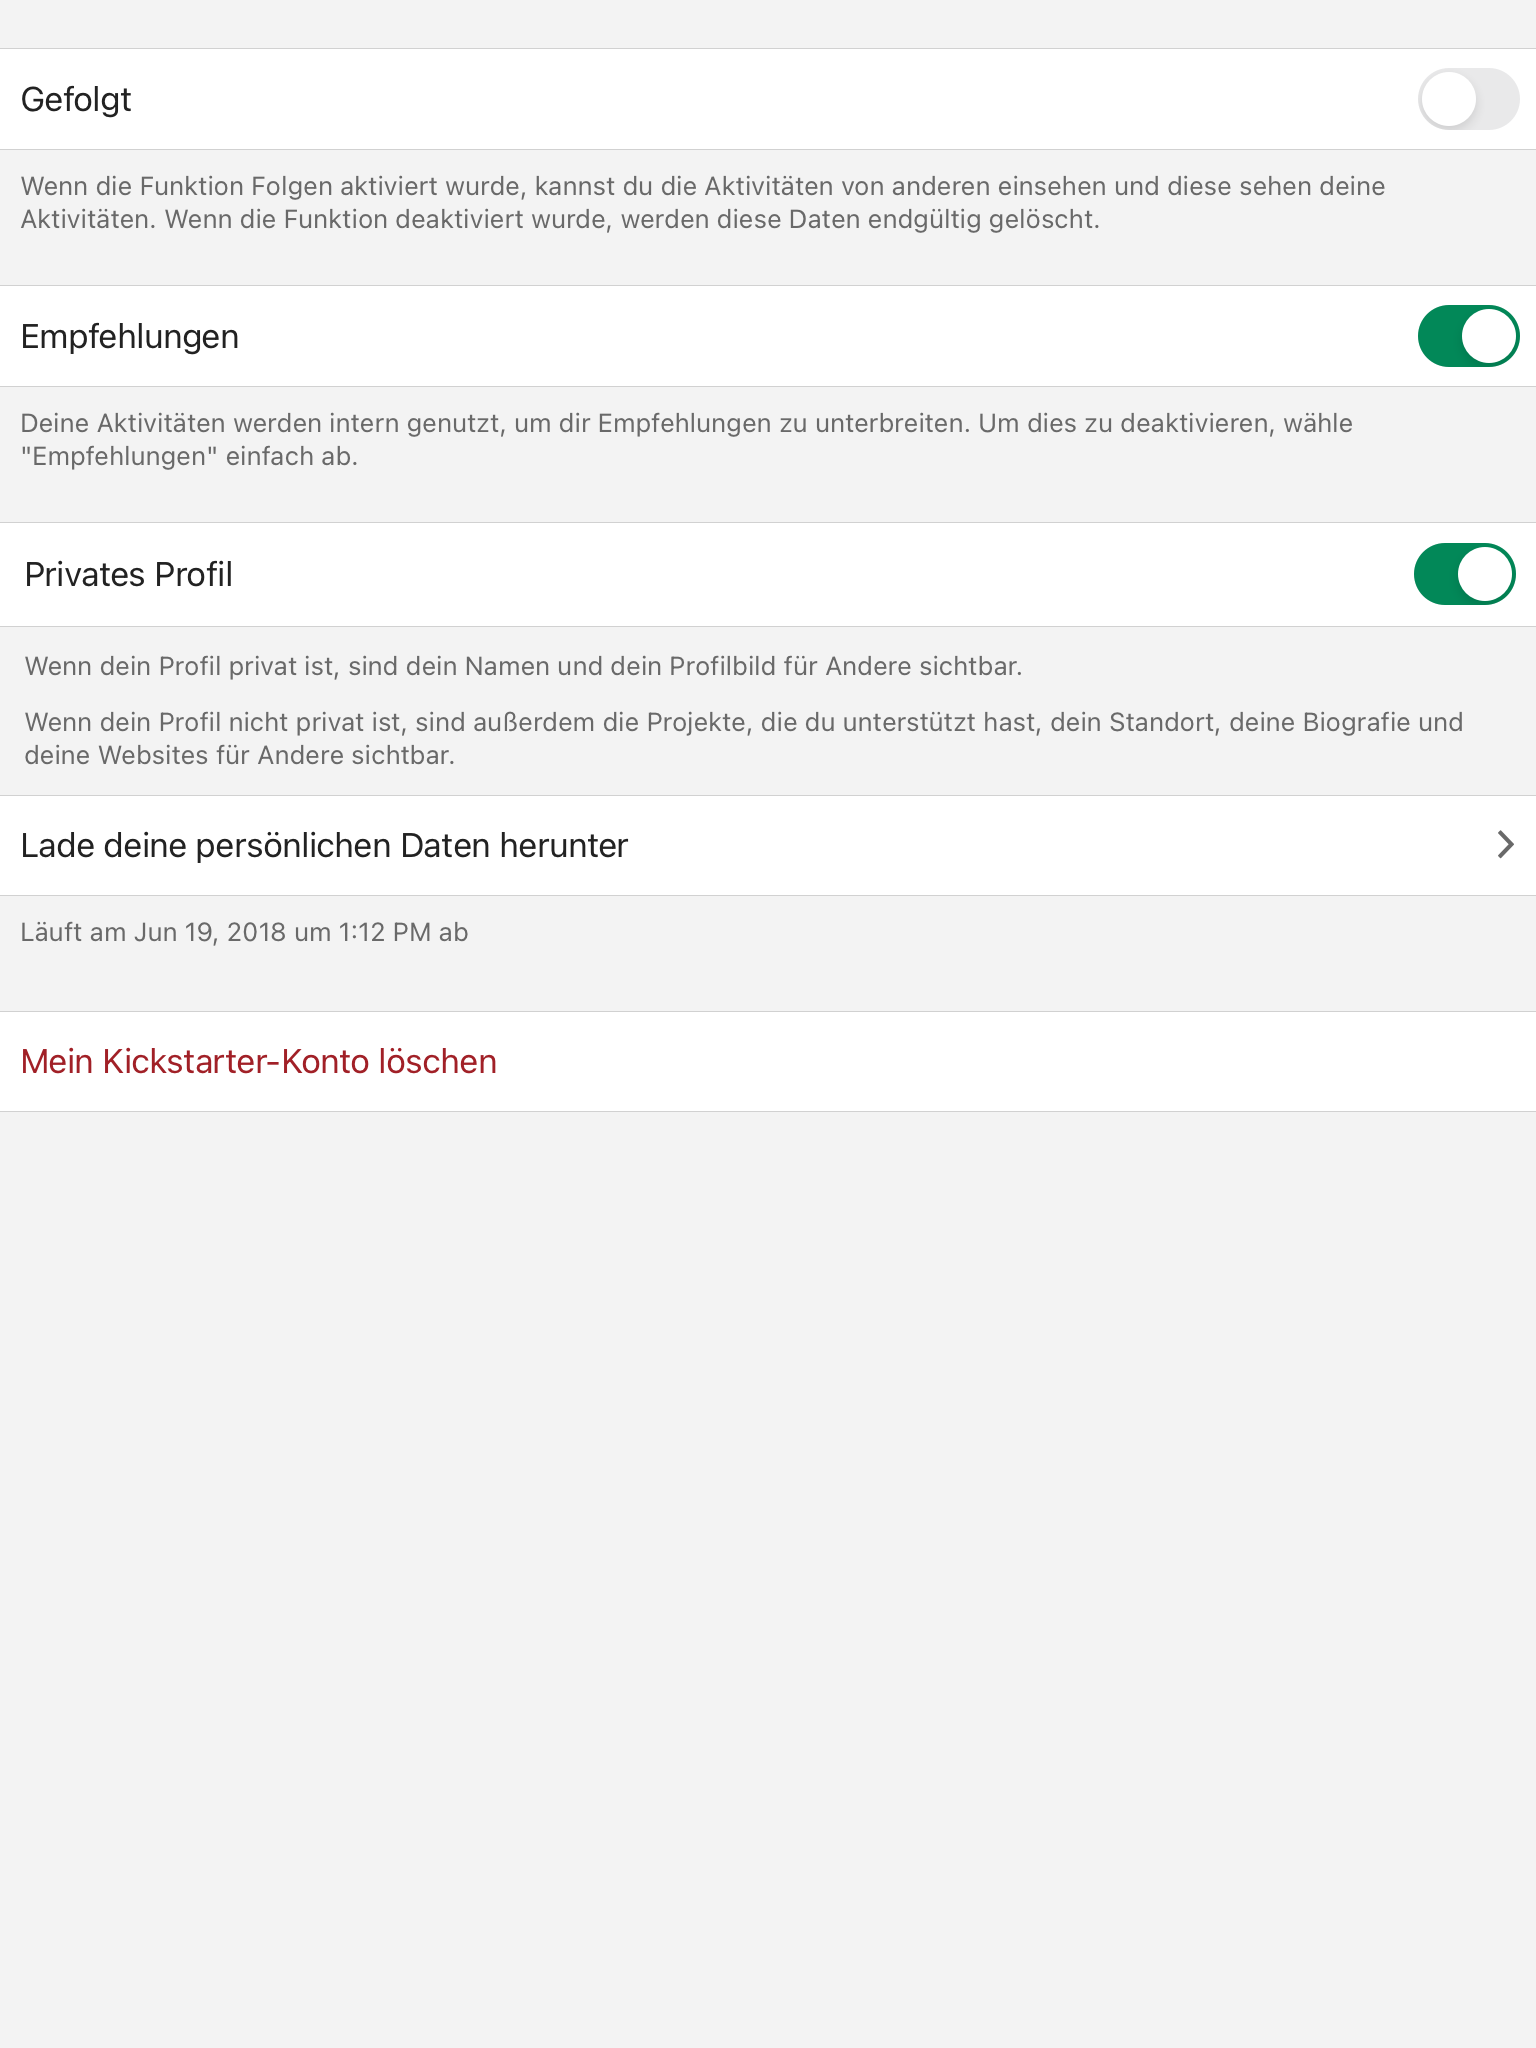 Gefolgt
Wenn die Funktion Folgen aktiviert wurde, kannst du die Aktivitäten von anderen einsehen und diese sehen deine
Aktivitäten. Wenn die Funktion deaktiviert wurde, werden diese Daten endgültig gelöscht.
Empfehlungen
Deine Aktivitäten werden intern genutzt, um dir Empfehlungen zu unterbreiten. Um dies zu deaktivieren, wähle
"Empfehlungen" einfach ab.
Privates Profil
Wenn dein Profil privat ist, sind dein Namen und dein Profilbild für Andere sichtbar.
Wenn dein Profil nicht privat ist, sind außerdem die Projekte, die du unterstützt hast, dein Standort, deine Biografie und
deine Websites für Andere sichtbar.
Lade deine persönlichen Daten herunter
Läuft am Jun 19, 2018 um 1:12 PM ab
Mein Kickstarter-Konto löschen